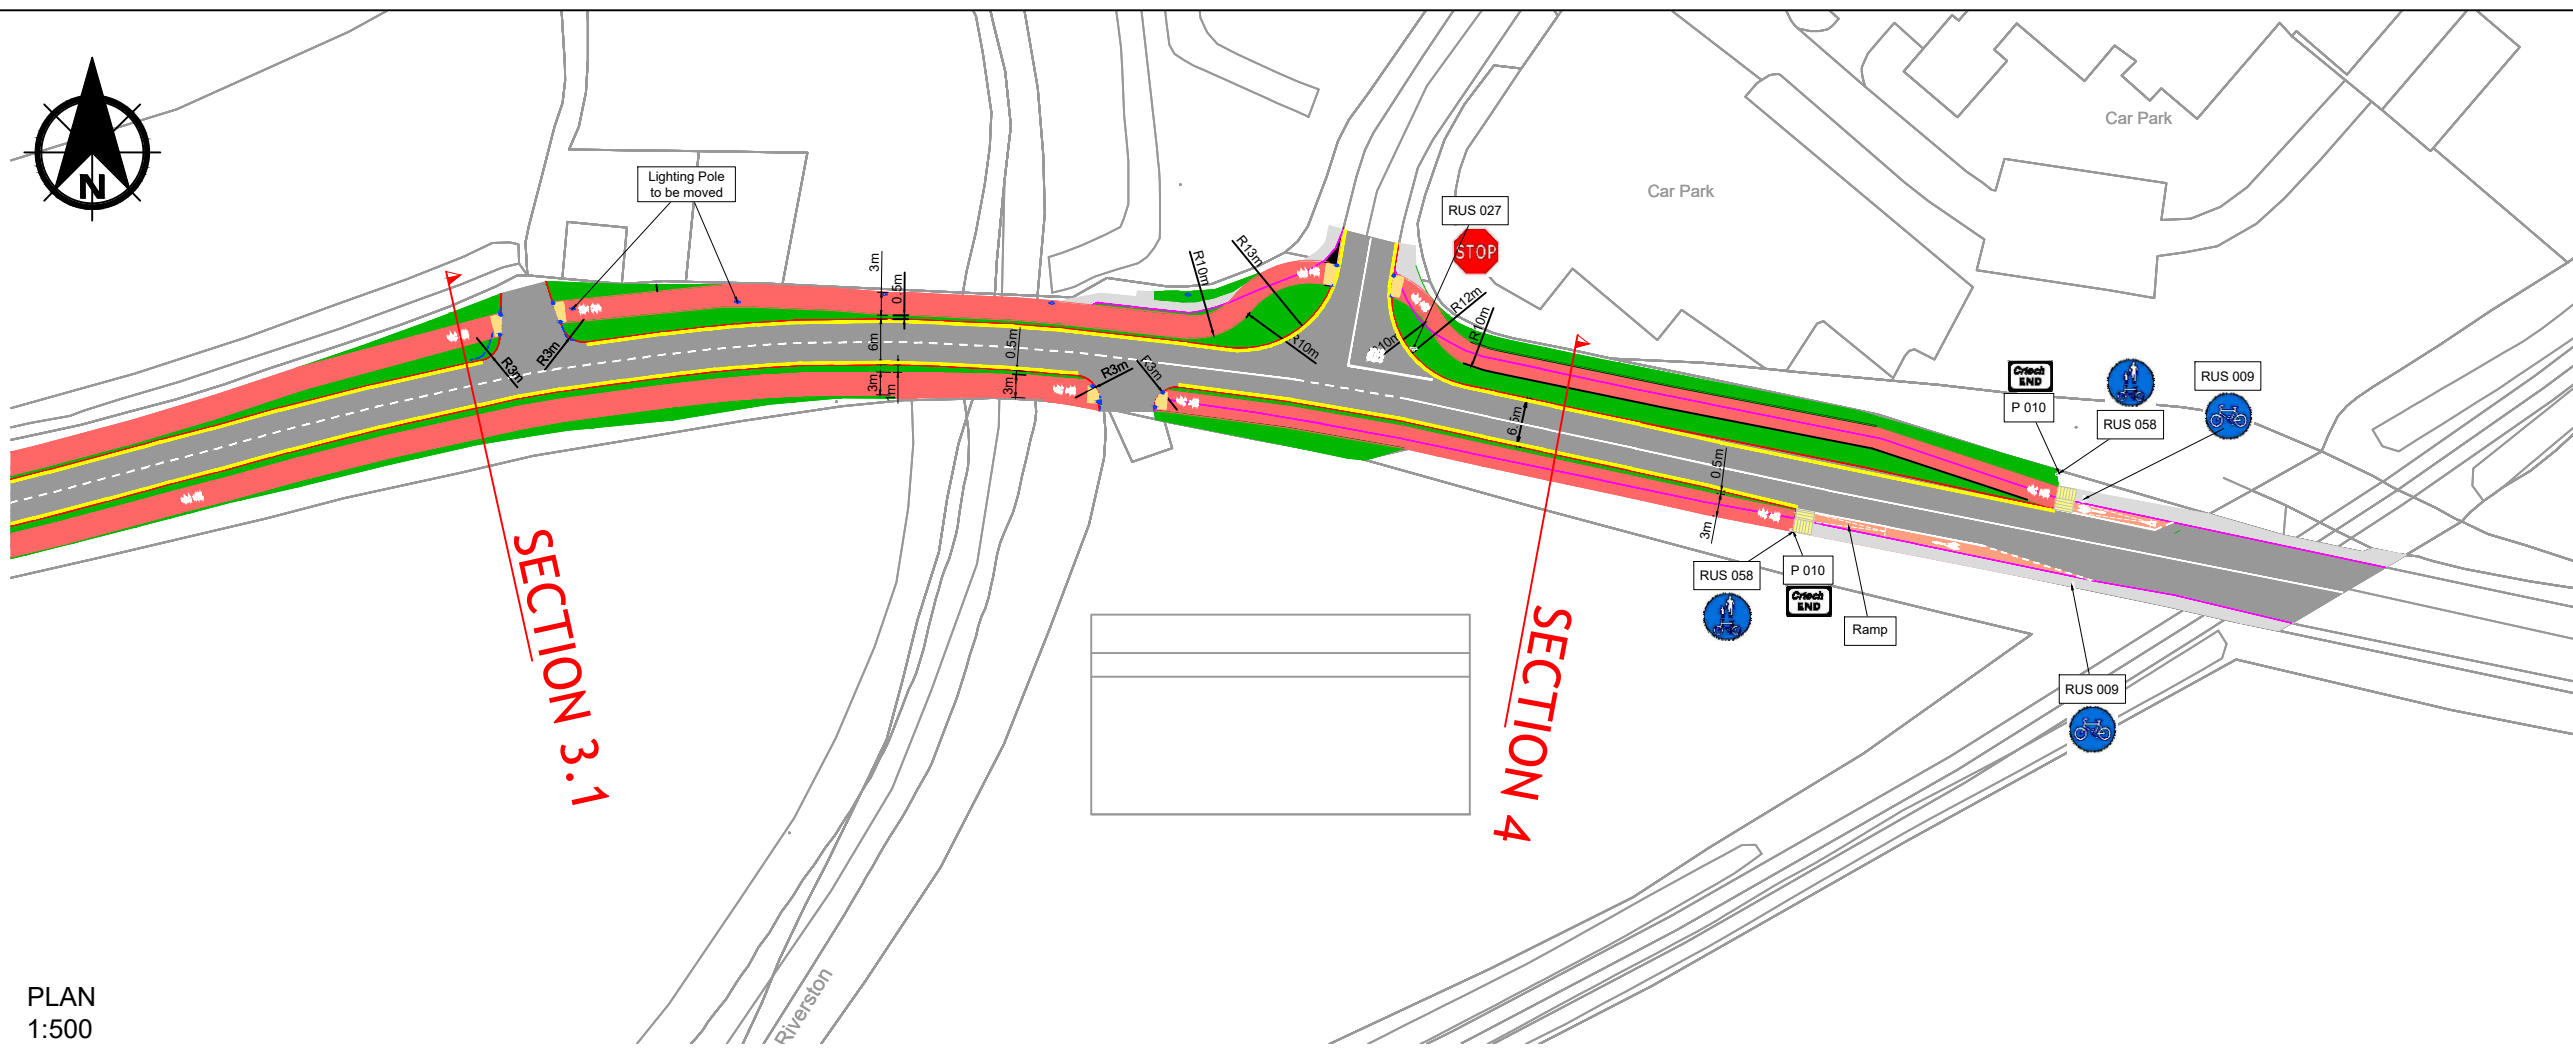 Car Park
Car Park
Lighting Pole
to be moved
RUS 027
STOP
N
R13m
R10m
3m
0.5m
R12m
R10m
R10m
R10m
6m
0.5m
R3m
R3m
R3m
R3m
3m
1m
3m
Críoch
END
P 010
RUS 058
RUS 009
6.5m
0.5m
3m
RUS 058
P 010
Críoch
END
Ramp
RUS 009
SECTION 3.1
SECTION 4
Riverston
PLAN
1:500